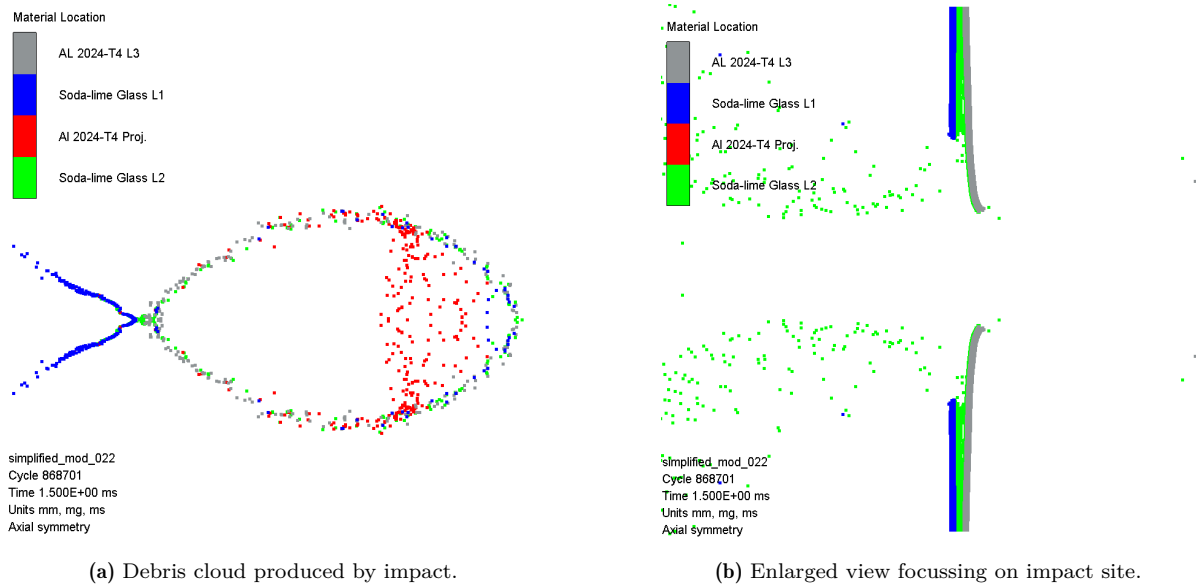 Material Location
AL 2024-T4 L3
Soda-lime Glass L1
Al 2024-T4 Proj.
Soda-lime Glass L2
simplified_mod_022
Cycle 868701
Time 1.500E+00 ms
Units mm, mg, ms
Axial symmetry
(a) Debris cloud produced by impact.
Material Location
AL 2024-T4 L3
Soda-lime Glass L1
Al 2024-T4 Proj.
Soda-lime Glass L2
simplified_mod_022
Cycle 868701
Time 1.500E+00 ms
Units mm, mg, ms
Axial symmetry
(b) Enlarged view focussing on impact site.